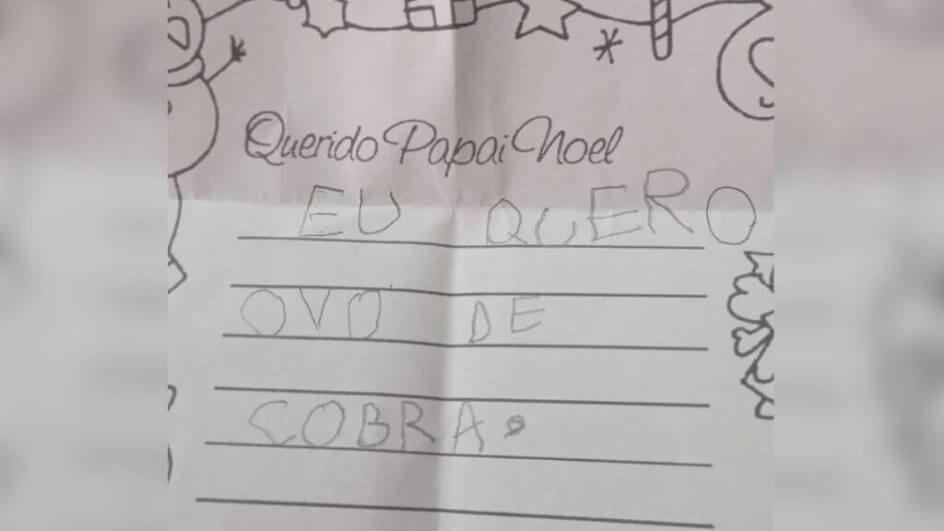 Querido Papai Noel
EU QUERO
OVO DE
COBRA.